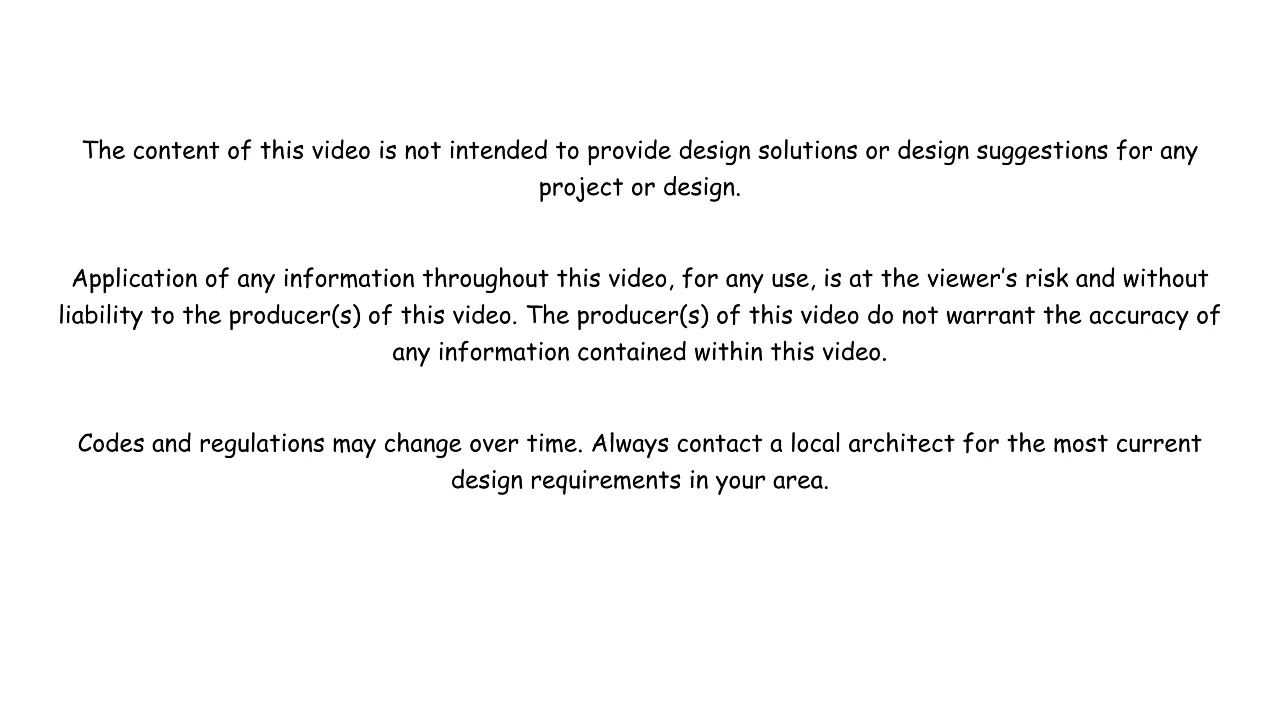 The content of this video is not intended to provide design solutions or design suggestions for any
project or design.
Application of any information throughout this video, for any use, is at the viewer’s risk and without
liability to the producer(s) of this video. The producer(s) of this video do not warrant the accuracy of
any information contained within this video.
Codes and regulations may change over time. Always contact a local architect for the most current
design requirements in your area.